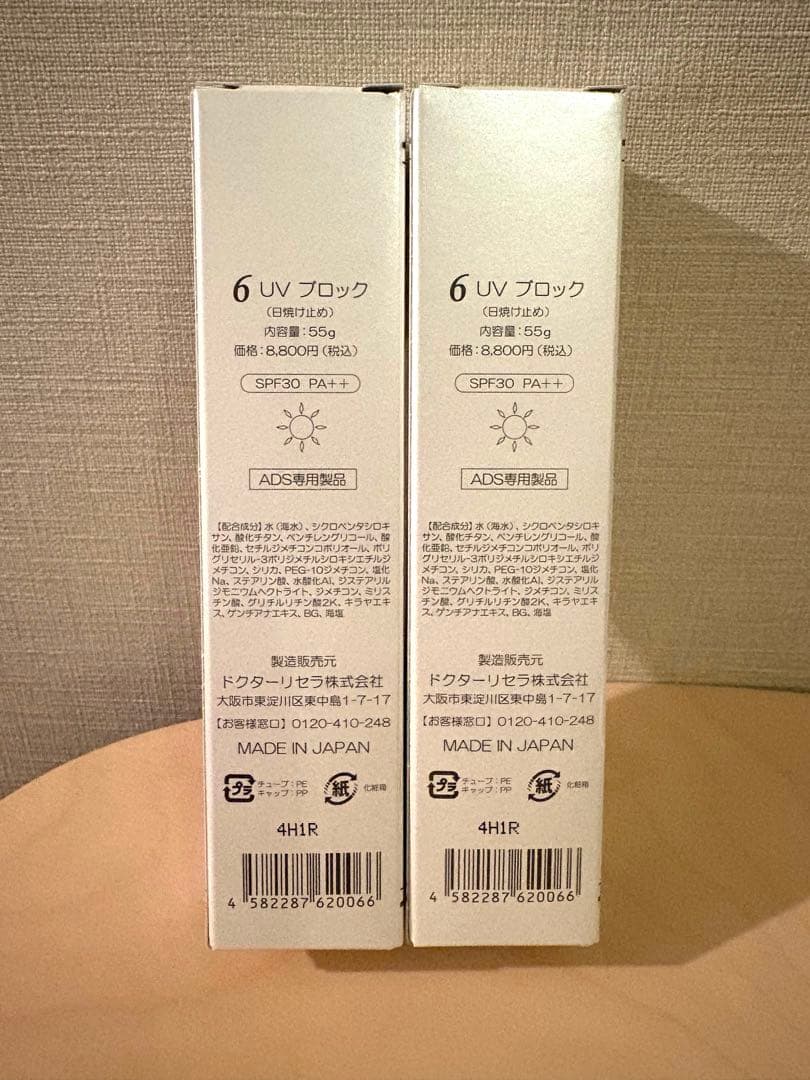 6 UV ブロック
(日焼け止め)
内容量:55g
価格:8,800円(税込)
SPF30 PA++
ADS専用製品
【配合成分】水(海水)、シクロペンタシロキ
サン、酸化チタン、ペンチレングリコール、酸
化亜鉛、セチルジメチコンコポリオール、ポリ
グリセリル-3ポリジメチルシロキシエチルジ
メチコン、シリカ、PEG-10ジメチコン、塩化
Na、ステアリン酸、水酸化Al、ジステアリル
ジモニウムヘクトライト、ジメチコン、ミリス
チン酸、グリチルリチン酸2K、キラヤエキ
ス、ゲンチアナエキス、BG、海塩
製造販売元
ドクターリセラ株式会社
大阪市東淀川区東中島1-7-17
【お客様窓口】0120-410-248
MADE IN JAPAN
プラ
チューブ:PE
キャップ:PP
紙
化粧箱
4H1R
4 582287 620066
6 UV ブロック
(日焼け止め)
内容量:55g
価格:8,800円(税込)
SPF30 PA++
ADS専用製品
【配合成分】水(海水)、シクロペンタシロキ
サン、酸化チタン、ペンチレングリコール、酸
化亜鉛、セチルジメチコンコポリオール、ポリ
グリセリル-3ポリジメチルシロキシエチルジ
メチコン、シリカ、PEG-10ジメチコン、塩化
Na、ステアリン酸、水酸化Al、ジステアリル
ジモニウムヘクトライト、ジメチコン、ミリス
チン酸、グリチルリチン酸2K、キラヤエキ
ス、ゲンチアナエキス、BG、海塩
製造販売元
ドクターリセラ株式会社
大阪市東淀川区東中島1-7-17
【お客様窓口】0120-410-248
MADE IN JAPAN
プラ
チューブ:PE
キャップ:PP
紙
化粧箱
4H1R
4 582287 620066